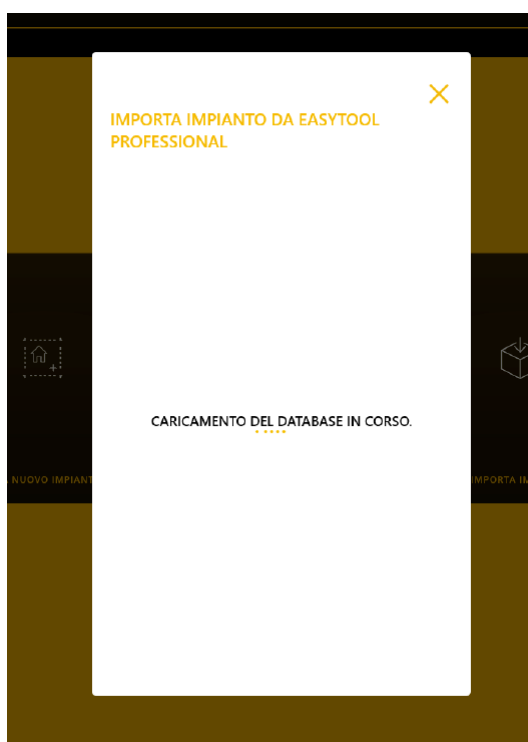 IMPORTA IMPIANTO DA EASYTOOL
PROFESSIONAL
CARICAMENTO DEL DATABASE IN CORSO.
NUOVO IMPIANT
IMPORTA IM